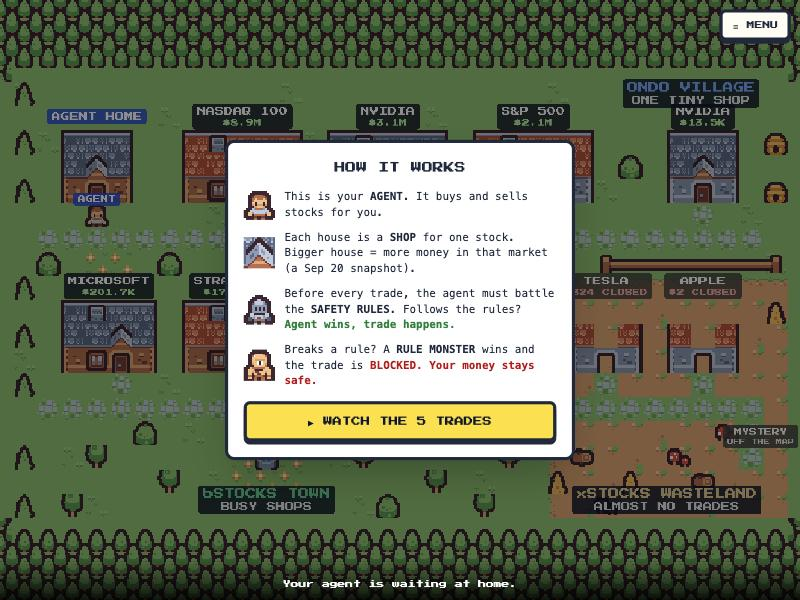 ≡ MENU
ONDO VILLAGE
ONE TINY SHOP
AGENT HOME
NASDAQ 100
$8.9M
NVIDIA
$3.1M
S&P 500
$2.1M
NVIDIA
$13.5K
AGENT
HOW IT WORKS
This is your AGENT. It buys and sells
stocks for you.
Each house is a SHOP for one stock.
Bigger house = more money in that market
(a Sep 20 snapshot).
Before every trade, the agent must battle
the SAFETY RULES. Follows the rules?
Agent wins, trade happens.
Breaks a rule? A RULE MONSTER wins and
the trade is BLOCKED. Your money stays
safe.
▶ WATCH THE 5 TRADES
MICROSOFT
$201.7K
TESLA
CLOSED
APPLE
$2 CLOSED
MYSTERY
OFF THE MAP
bSTOCKS TOWN
BUSY SHOPS
xSTOCKS WASTELAND
ALMOST NO TRADES
Your agent is waiting at home.